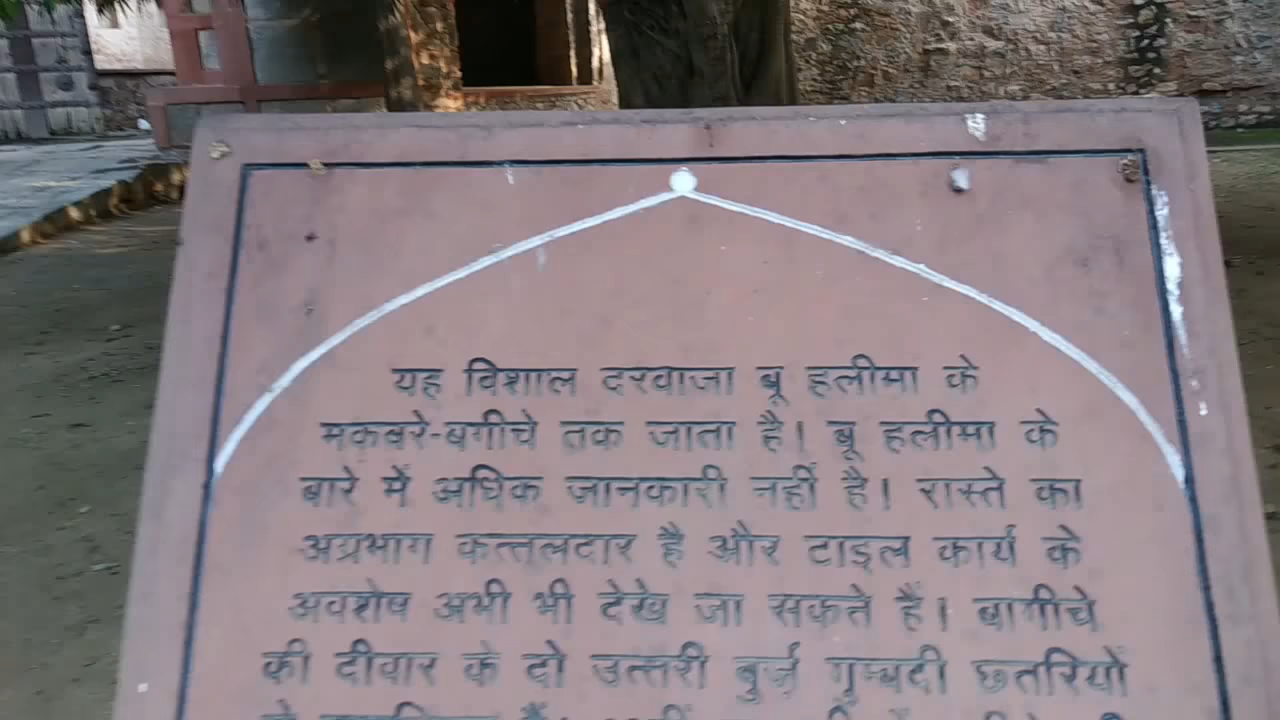 यह विशाल दरवाजा बू हलीमा के
मकबरे-बगीचे तक जाता है। बू हलीमा के
बारे में अधिक जानकारी नहीं है। रास्ते का
अग्रभाग कत्तलदार है और टाइल कार्य के
अवशेष अभी भी देखे जा सकते हैं। बागीचे
की दीवार के दो उत्तरी बुर्ज गुम्बदी छतरियों